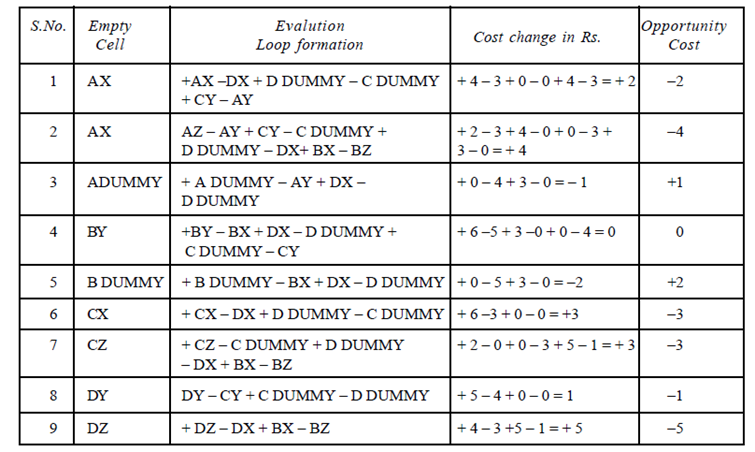 S.No. Empty Cell Evalution Loop formation Cost change in Rs. Opportunity Cost
1 AX +AX –DX + D DUMMY – C DUMMY + 4 – 3 + 0 – 0 + 4 – 3 = + 2 –2
+ CY – AY
2 AX AZ – AY + CY – C DUMMY + + 2 – 3 + 4 – 0 + 0 – 3 + –4
D DUMMY – DX+ BX – BZ 3 – 0 = + 4
3 ADUMMY + A DUMMY – AY + DX – + 0 – 4 + 3 – 0 = – 1 +1
D DUMMY
4 BY +BY – BX + DX – D DUMMY + + 6 –5 + 3 –0 + 0 – 4 = 0 0
C DUMMY – CY
5 B DUMMY + B DUMMY – BX + DX – D DUMMY + 0 – 5 + 3 – 0 = –2 +2
6 CX + CX – DX + D DUMMY – C DUMMY + 6 –3 + 0 – 0 = +3 –3
7 CZ + CZ – C DUMMY + D DUMMY + 2 – 0 + 0 – 3 + 5 – 1 = + 3 –3
– DX + BX – BZ
8 DY DY – CY + C DUMMY – D DUMMY + 5 – 4 + 0 – 0 = 1 –1
9 DZ + DZ – DX + BX – BZ + 4 – 3 +5 – 1 = + 5 –5